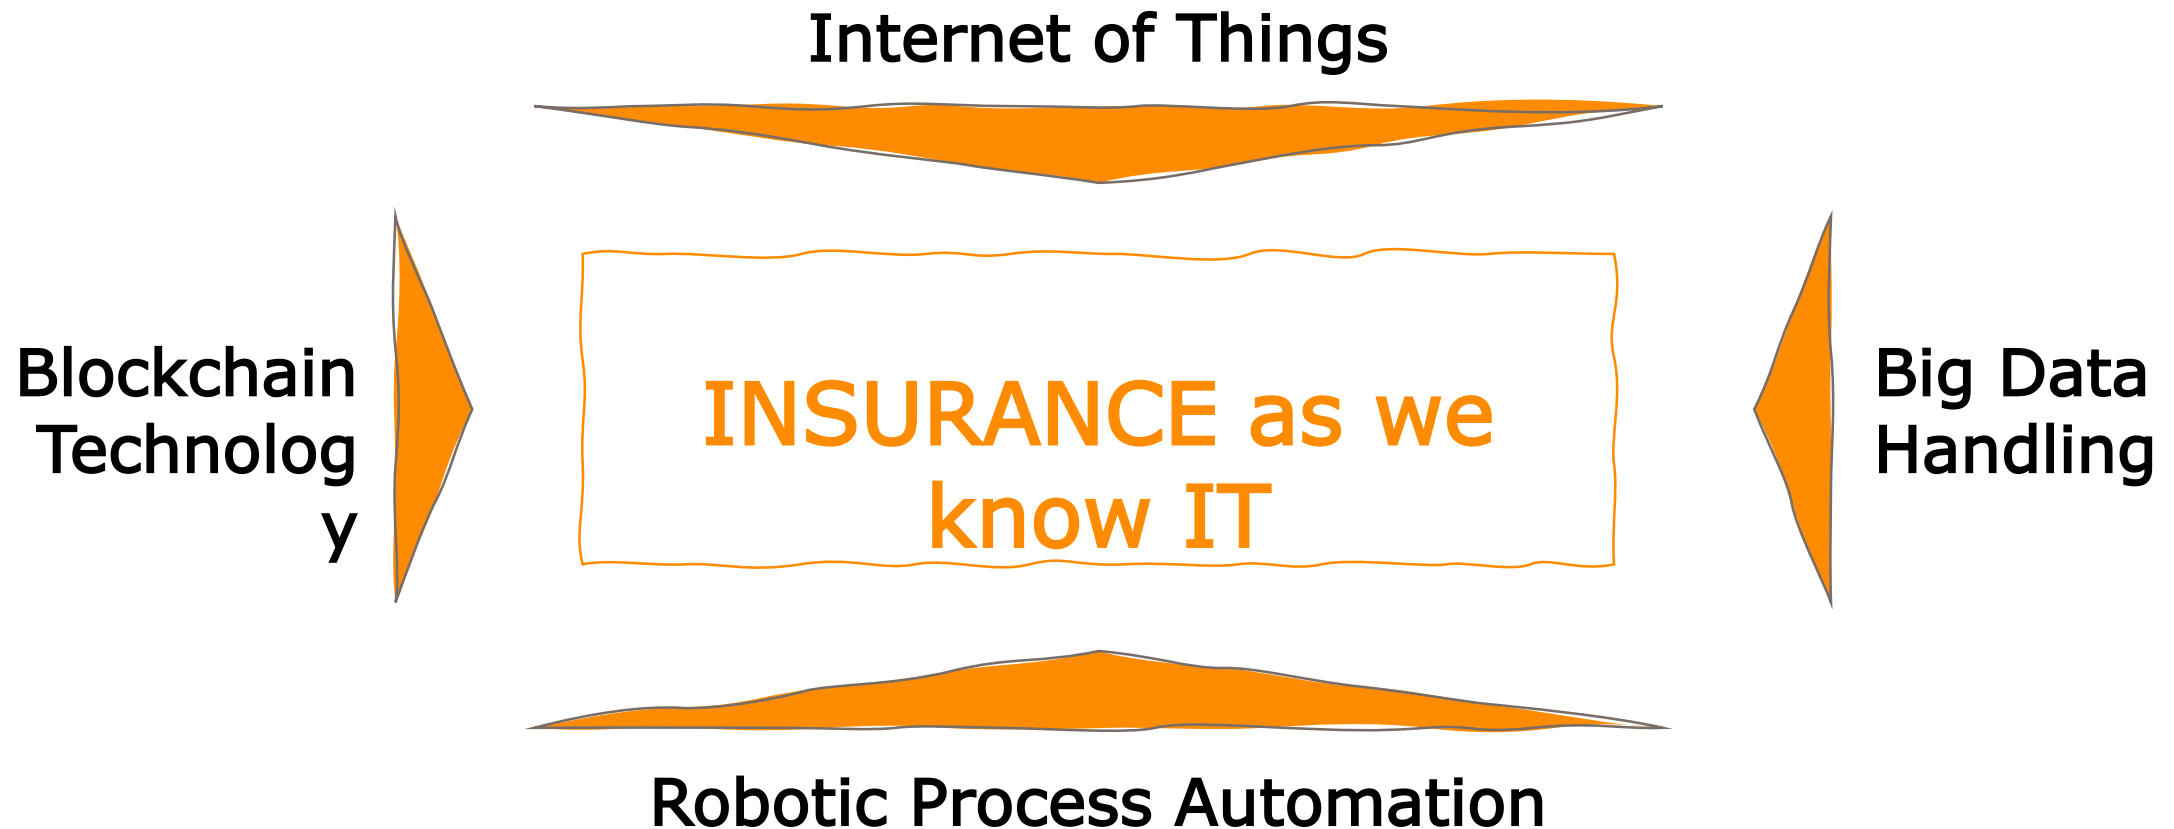 Internet of Things
Blockchain
Technolog
y
INSURANCE as we
know IT
Big Data
Handling
Robotic Process Automation